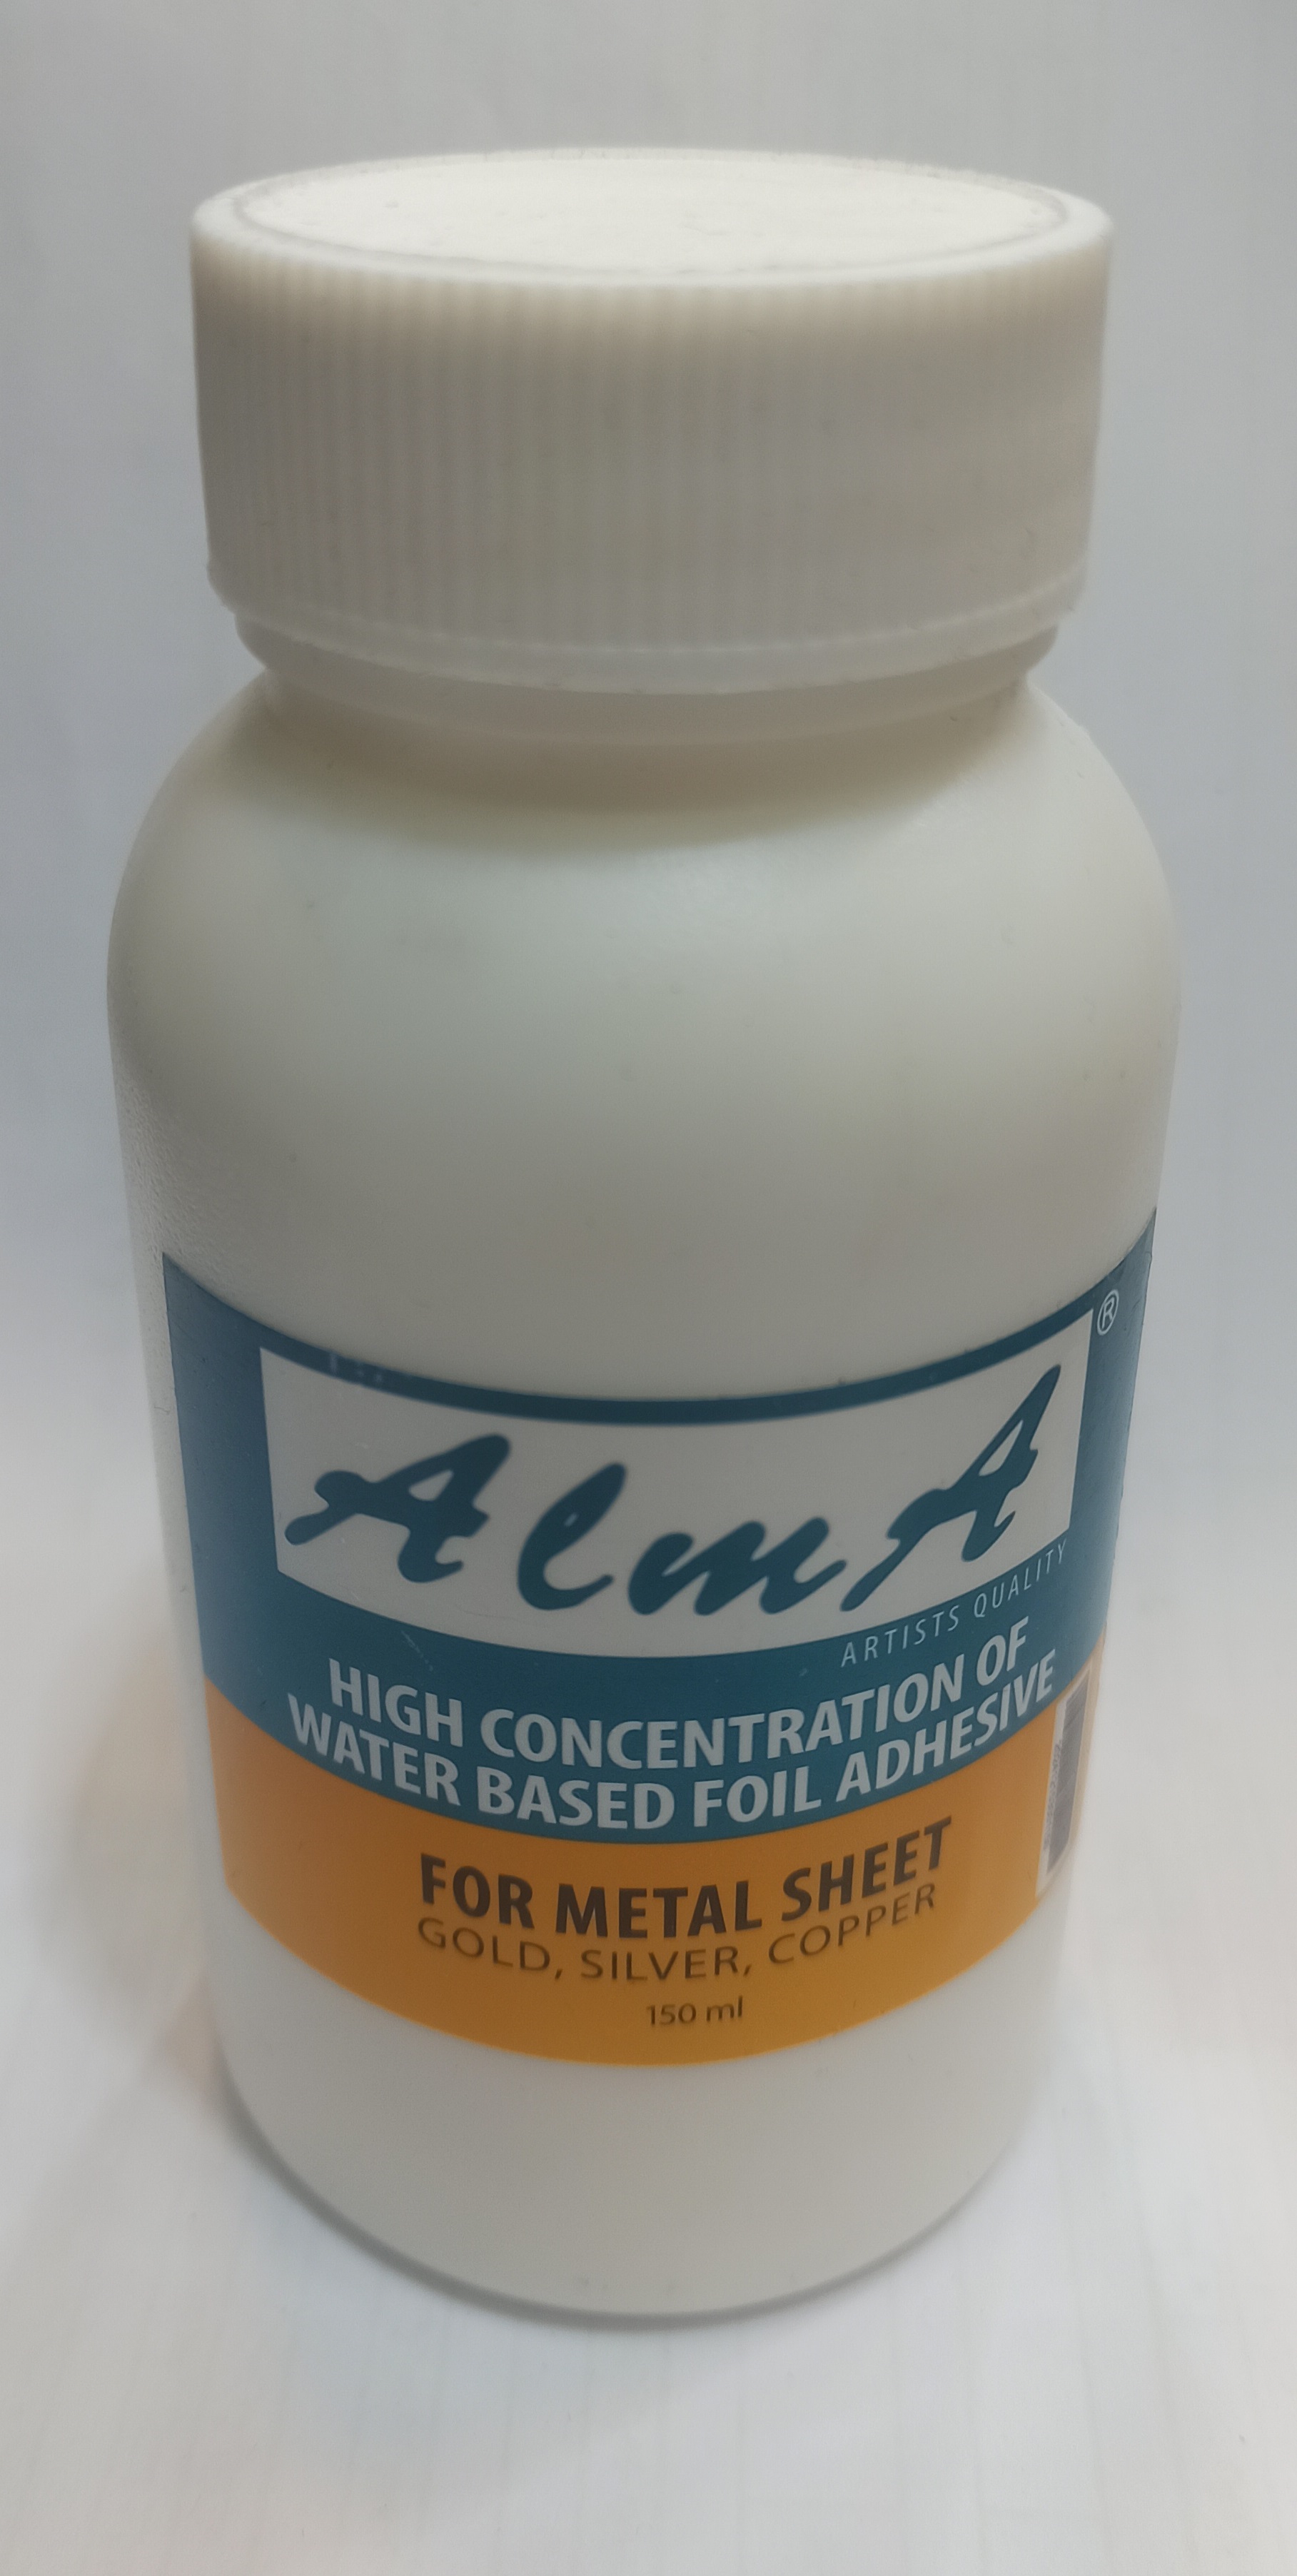 AlmA®
ARTISTS QUALITY
HIGH CONCENTRATION OF
WATER BASED FOIL ADHESIVE
FOR METAL SHEET
GOLD, SILVER, COPPER
150 ml